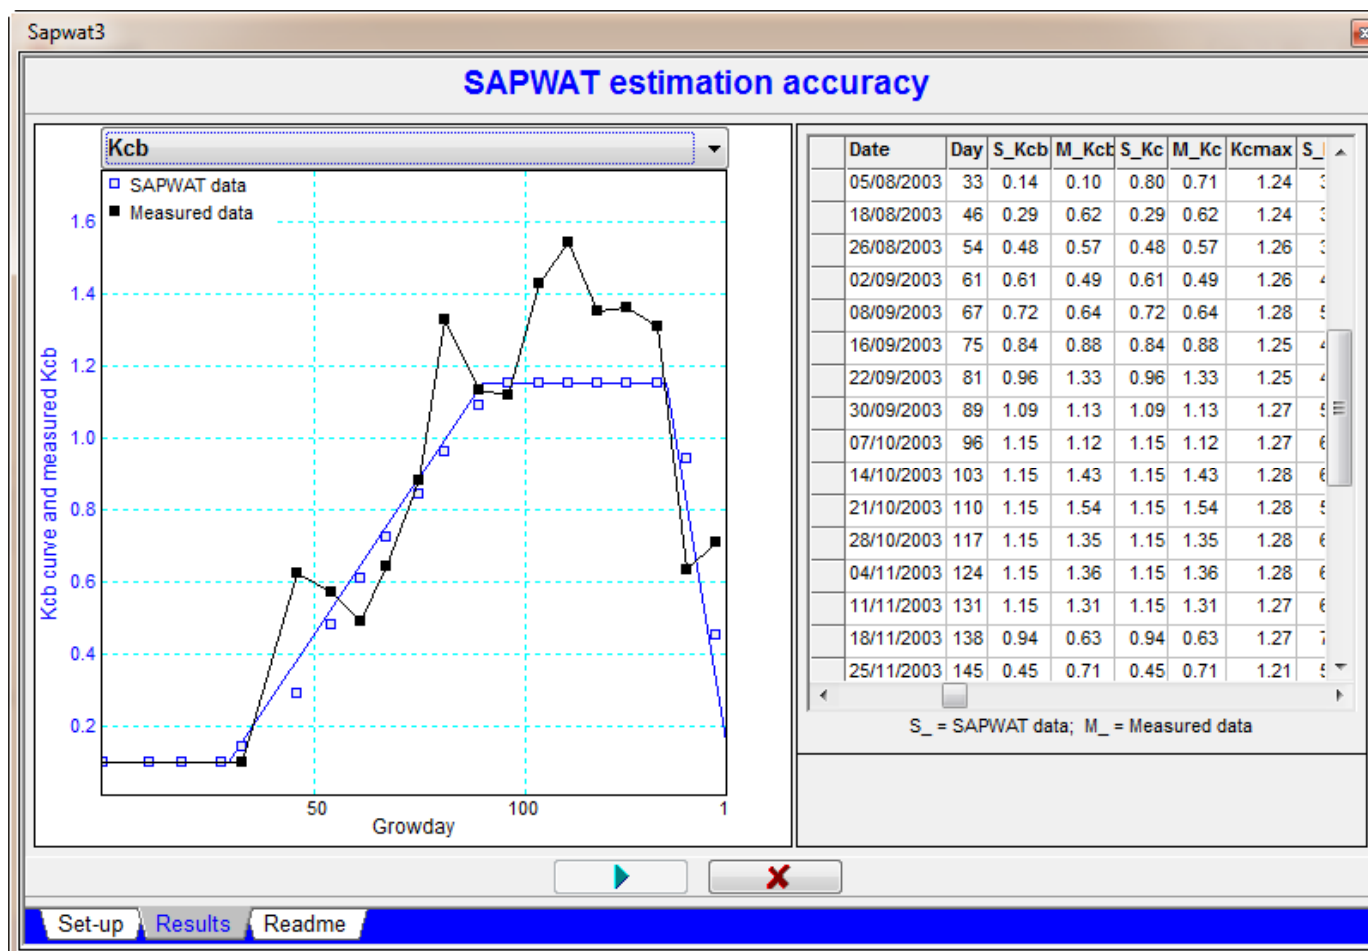 Sapwat3
SAPWAT estimation accuracy
Kcb
SAPWAT data
Measured data
1.6
1.4
1.2
1.0
0.8
0.6
0.4
0.2
Kcb curve and measured Kcb
50 100 1
Growday
Date Day S_Kcb M_Kcb S_Kc M_Kc Kcmax S_
05/08/2003 33 0.14 0.10 0.80 0.71 1.24
18/08/2003 46 0.29 0.62 0.29 0.62 1.24
26/08/2003 54 0.48 0.57 0.48 0.57 1.26
02/09/2003 61 0.61 0.49 0.61 0.49 1.26
08/09/2003 67 0.72 0.64 0.72 0.64 1.28
16/09/2003 75 0.84 0.88 0.84 0.88 1.25
22/09/2003 81 0.96 1.33 0.96 1.33 1.25
30/09/2003 89 1.09 1.13 1.09 1.13 1.27
07/10/2003 96 1.15 1.12 1.15 1.12 1.27
14/10/2003 103 1.15 1.43 1.15 1.43 1.28
21/10/2003 110 1.15 1.54 1.15 1.54 1.28
28/10/2003 117 1.15 1.35 1.15 1.35 1.28
04/11/2003 124 1.15 1.36 1.15 1.36 1.28
11/11/2003 131 1.15 1.31 1.15 1.31 1.27
18/11/2003 138 0.94 0.63 0.94 0.63 1.27
25/11/2003 145 0.45 0.71 0.45 0.71 1.21
S_ = SAPWAT data; M_ = Measured data
Set-up Results Readme